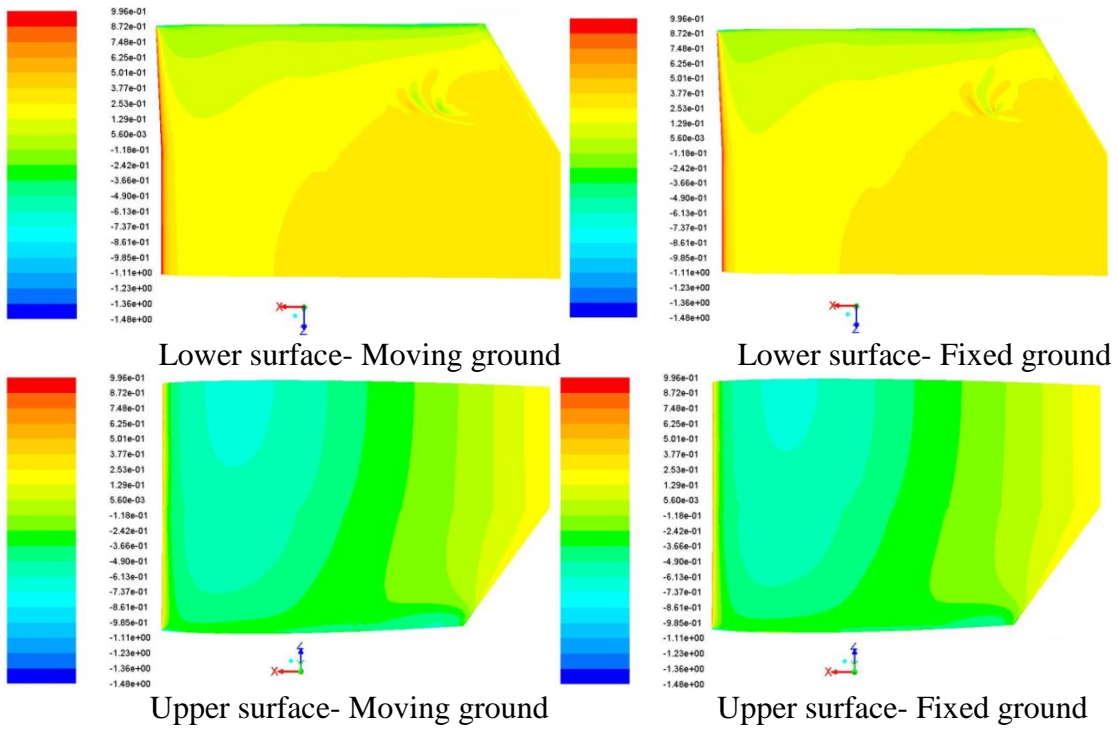 9.96e-01
8.72e-01
7.48e-01
6.25e-01
5.01e-01
3.77e-01
2.53e-01
1.29e-01
5.60e-03
-1.18e-01
-2.42e-01
-3.66e-01
-4.90e-01
-6.13e-01
-7.37e-01
-8.61e-01
-9.85e-01
-1.11e+00
-1.23e+00
-1.36e+00
-1.48e+00
X
Z
Lower surface- Moving ground
9.96e-01
8.72e-01
7.48e-01
6.25e-01
5.01e-01
3.77e-01
2.53e-01
1.29e-01
5.60e-03
-1.18e-01
-2.42e-01
-3.66e-01
-4.90e-01
-6.13e-01
-7.37e-01
-8.61e-01
-9.85e-01
-1.11e+00
-1.23e+00
-1.36e+00
-1.48e+00
X
Z
Lower surface- Fixed ground
9.96e-01
8.72e-01
7.48e-01
6.25e-01
5.01e-01
3.77e-01
2.53e-01
1.29e-01
5.60e-03
-1.18e-01
-2.42e-01
-3.66e-01
-4.90e-01
-6.13e-01
-7.37e-01
-8.61e-01
-9.85e-01
-1.11e+00
-1.23e+00
-1.36e+00
-1.48e+00
Z
X
Upper surface- Moving ground
9.96e-01
8.72e-01
7.48e-01
6.25e-01
5.01e-01
3.77e-01
2.53e-01
1.29e-01
5.60e-03
-1.18e-01
-2.42e-01
-3.66e-01
-4.90e-01
-6.13e-01
-7.37e-01
-8.61e-01
-9.85e-01
-1.11e+00
-1.23e+00
-1.36e+00
-1.48e+00
Z
X
Upper surface- Fixed ground